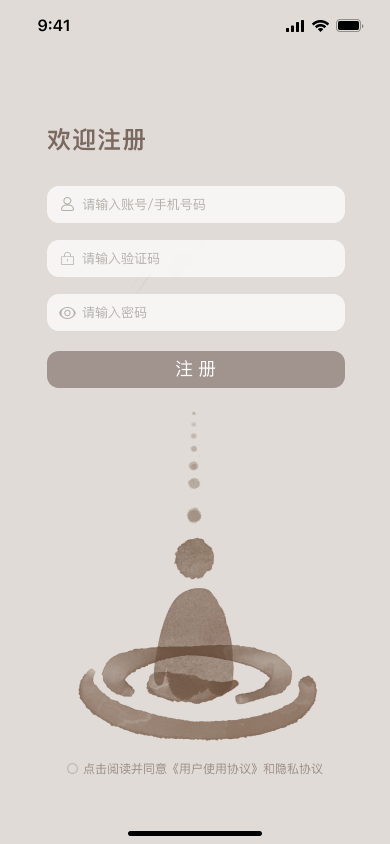 9:41
欢迎注册
请输入账号/手机号码
请输入验证码
请输入密码
注 册
点击阅读并同意《用户使用协议》和隐私协议